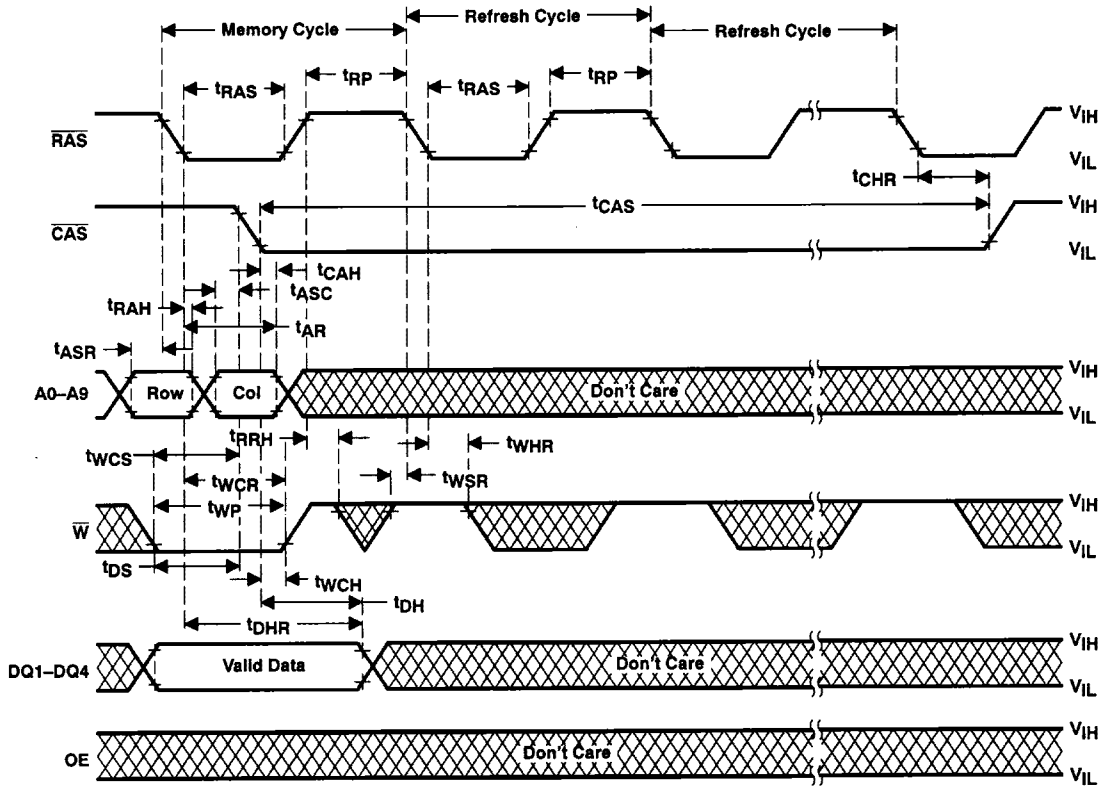 Memory Cycle
Refresh Cycle
Refresh Cycle
tRAS
tRP
tRAS
tRP
RAS
VIH
VIL
tCHR
tCAS
CAS
VIH
VIL
tCAH
tASC
tRAH
tAR
tASR
A0–A9
Row
Col
Don't Care
VIH
VIL
tRRH
tWHR
tWCS
tWCR
tWSR
tWP
W
VIH
VIL
tDS
tWCH
tDH
tDHR
DQ1–DQ4
Valid Data
Don't Care
VIH
VIL
OE
Don't Care
VIH
VIL